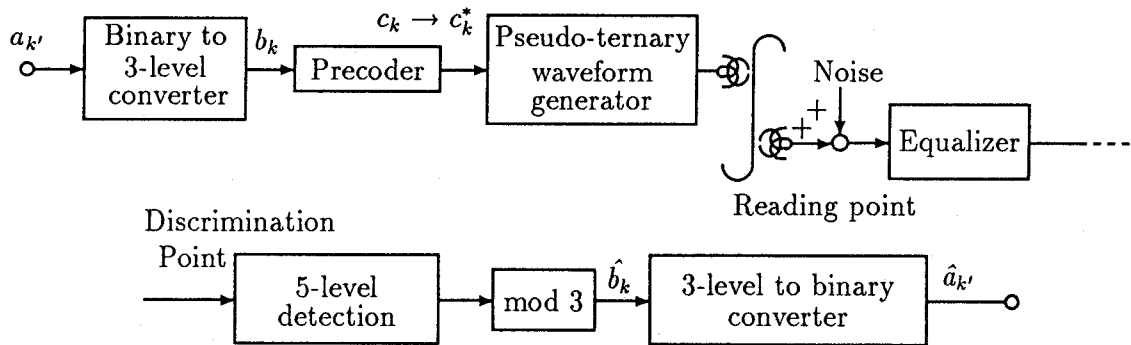 a_{k'}
Binary to
3-level
converter
b_k
Precoder
c_k → c_k^*
Pseudo-ternary
waveform
generator
Noise
+
+
Equalizer
Reading point
Discrimination
Point
5-level
detection
mod 3
\hat{b}_k
3-level to binary
converter
\hat{a}_{k'}